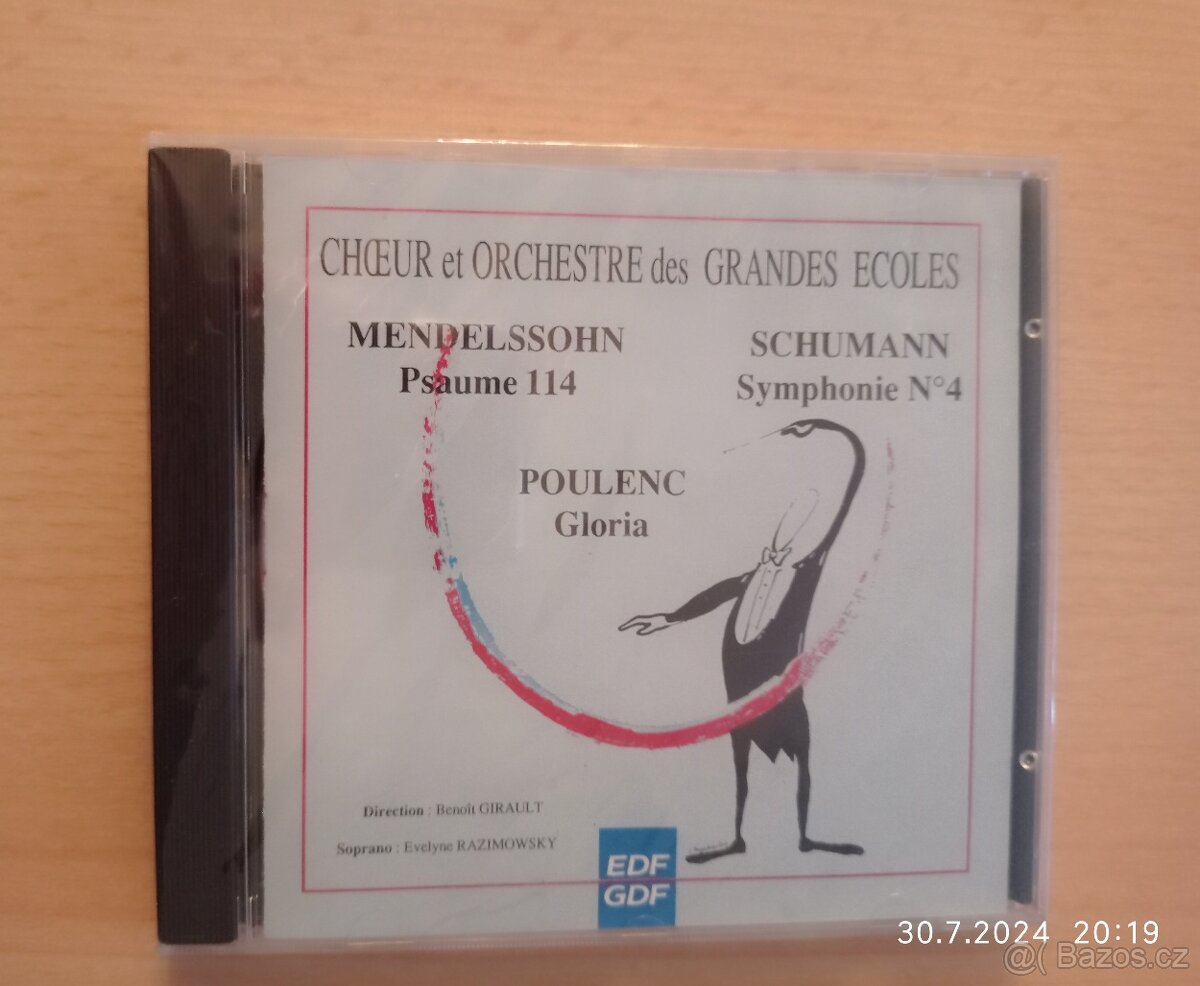 CHŒUR et ORCHESTRE des GRANDES ECOLES
MENDELSSOHN
Psaume 114
SCHUMANN
Symphonie N°4
POULENC
Gloria
Direction : Benoît GIRAULT
Soprano : Evelyne RAZIMOWSKY
EDF
GDF
30.7.2024 20:19
Bazos.cz